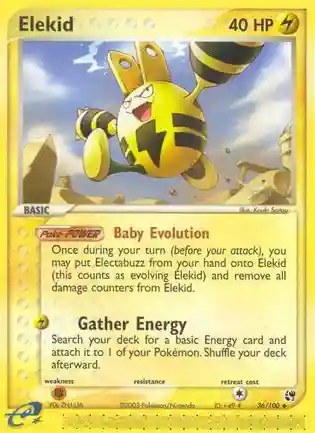 Elekid
40 HP
BASIC
Illus. Kouki Saitou
Poké-POWER Baby Evolution
Once during your turn (before your attack), you
may put Electabuzz from your hand onto Elekid
(this counts as evolving Elekid) and remove all
damage counters from Elekid.
Gather Energy
Search your deck for a basic Energy card and
attach it to 1 of your Pokémon. Shuffle your deck
afterward.
weakness
resistance
retreat cost
©2003 Pokémon/Nintendo
36/100